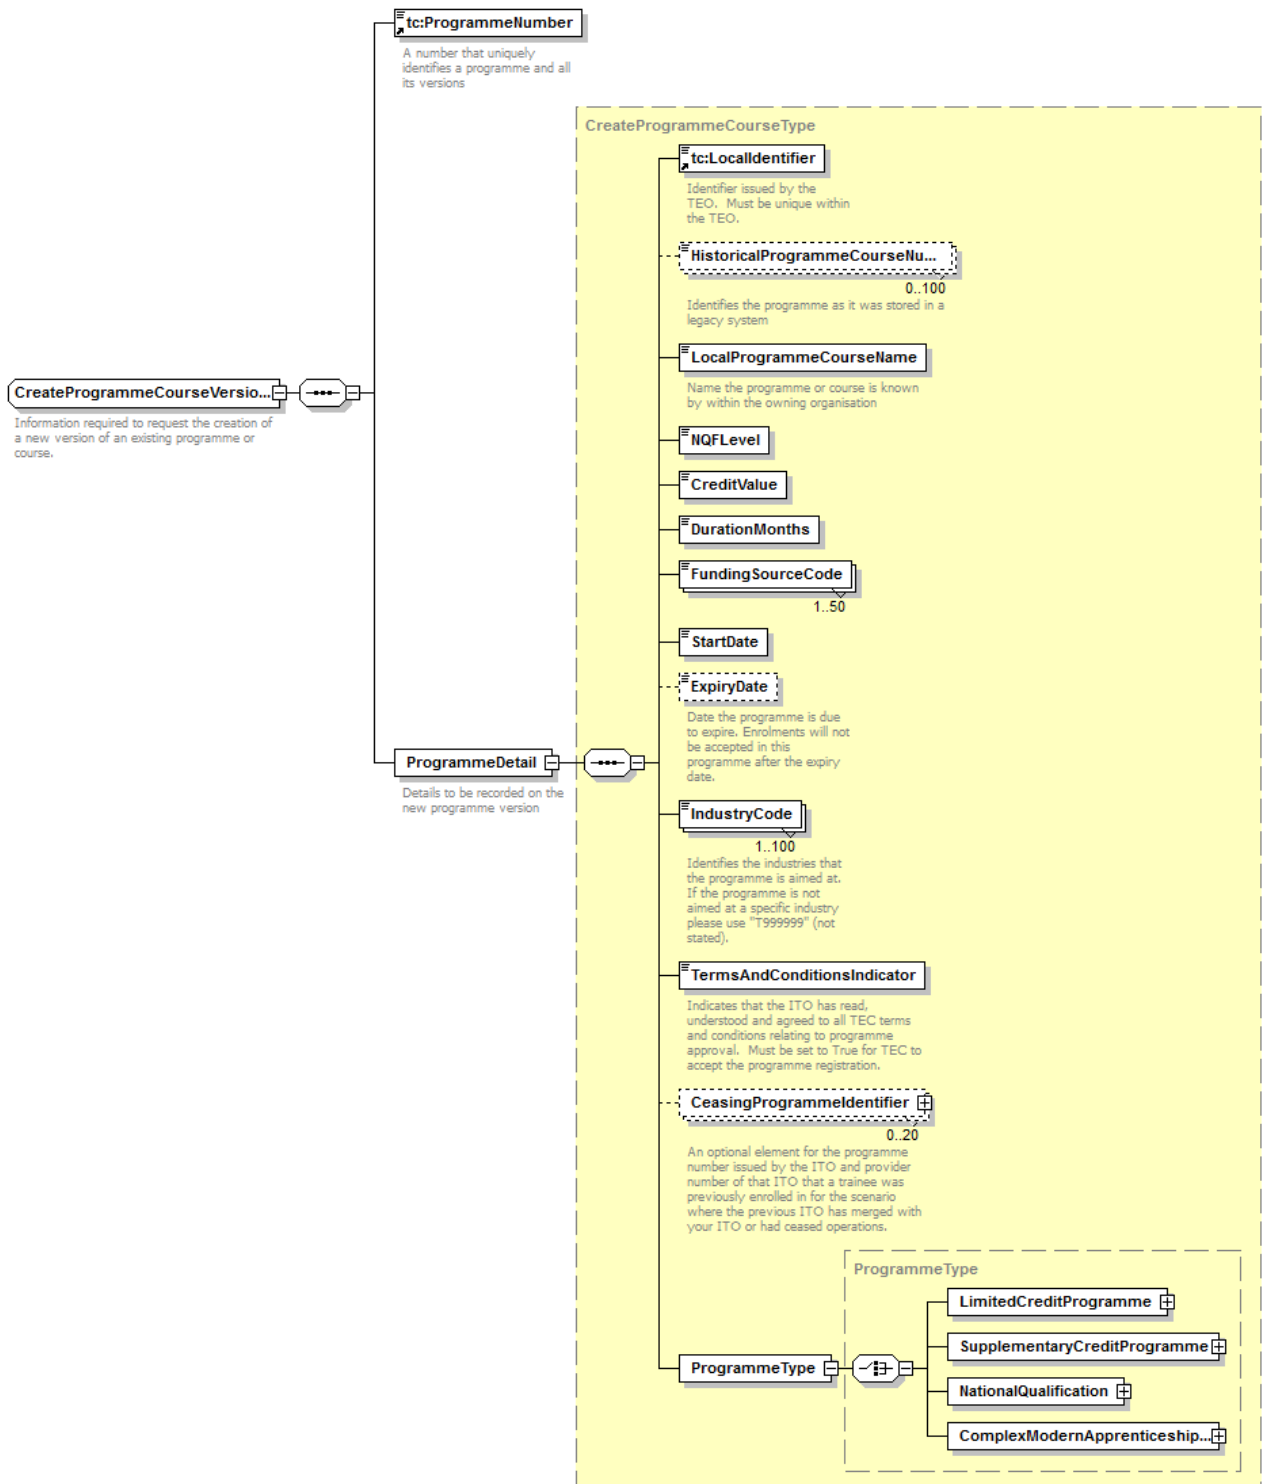 tc:ProgrammeNumber
A number that uniquely
identifies a programme and all
its versions
CreateProgrammeCourseVersio...
Information required to request the creation of
a new version of an existing programme or
course.
ProgrammeDetail
Details to be recorded on the
new programme version
CreateProgrammeCourseType
tc:LocalIdentifier
Identifier issued by the
TEO.  Must be unique within
the TEO.
HistoricalProgrammeCourseNu...
0..100
Identifies the programme as it was stored in a
legacy system
LocalProgrammeCourseName
Name the programme or course is known
by within the owning organisation
NQFLevel
CreditValue
DurationMonths
FundingSourceCode
1..50
StartDate
ExpiryDate
Date the programme is due
to expire. Enrolments will not
be accepted in this
programme after the expiry
date.
IndustryCode
1..100
Identifies the industries that
the programme is aimed at.
If the programme is not
aimed at a specific industry
please use "T999999" (not
stated).
TermsAndConditionsIndicator
Indicates that the ITO has read,
understood and agreed to all TEC terms
and conditions relating to programme
approval.  Must be set to True for TEC to
accept the programme registration.
CeasingProgrammeIdentifier
0..20
An optional element for the programme
number issued by the ITO and provider
number of that ITO that a trainee was
previously enrolled in for the scenario
where the previous ITO has merged with
your ITO or had ceased operations.
ProgrammeType
ProgrammeType
LimitedCreditProgramme
SupplementaryCreditProgramme
NationalQualification
ComplexModernApprenticeship...